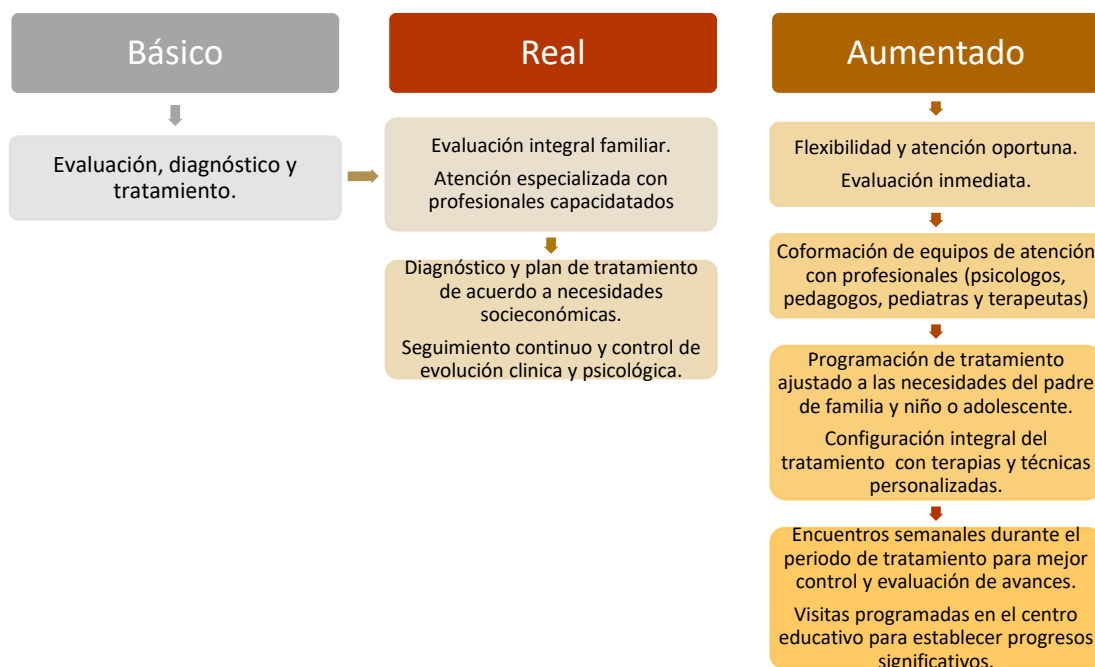 Básico
Evaluación, diagnóstico y
tratamiento.
Real
Evaluación integral familiar.
Atención especializada con
profesionales capacidatados
Diagnóstico y plan de tratamiento
de acuerdo a necesidades
socioeconómicas.
Seguimiento continuo y control de
evolución clinica y psicológica.
Aumentado
Flexibilidad y atención oportuna.
Evaluación inmediata.
Coformación de equipos de atención
con profesionales (psicologos,
pedagogos, pediatras y terapeutas)
Programación de tratamiento
ajustado a las necesidades del padre
de familia y niño o adolescente.
Configuración integral del
tratamiento con terapias y técnicas
personalizadas.
Encuentros semanales durante el
periodo de tratamiento para mejor
control y evaluación de avances.
Visitas programadas en el centro
educativo para establecer progresos
significativos.